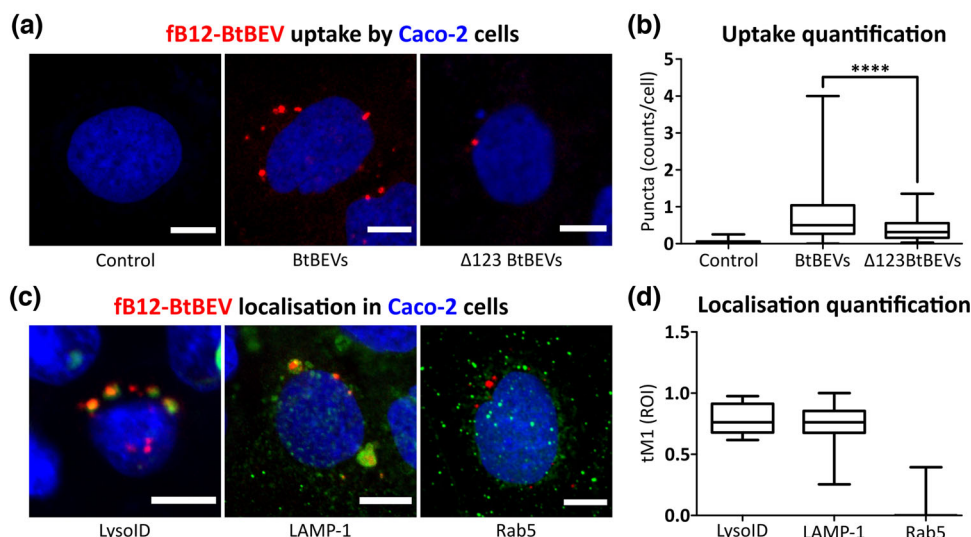 (a)
fB12-BtBEV uptake by Caco-2 cells
Control
BtBEVs
Δ123 BtBEVs
(b)
Uptake quantification
****
Puncta (counts/cell)
5
4
3
2
1
0
Control
BtBEVs
Δ123BtBEVs
(c)
fB12-BtBEV localisation in Caco-2 cells
LysoID
LAMP-1
Rab5
(d)
Localisation quantification
tM1 (ROI)
1.5
1.0
0.5
0.0
LysoID
LAMP-1
Rab5